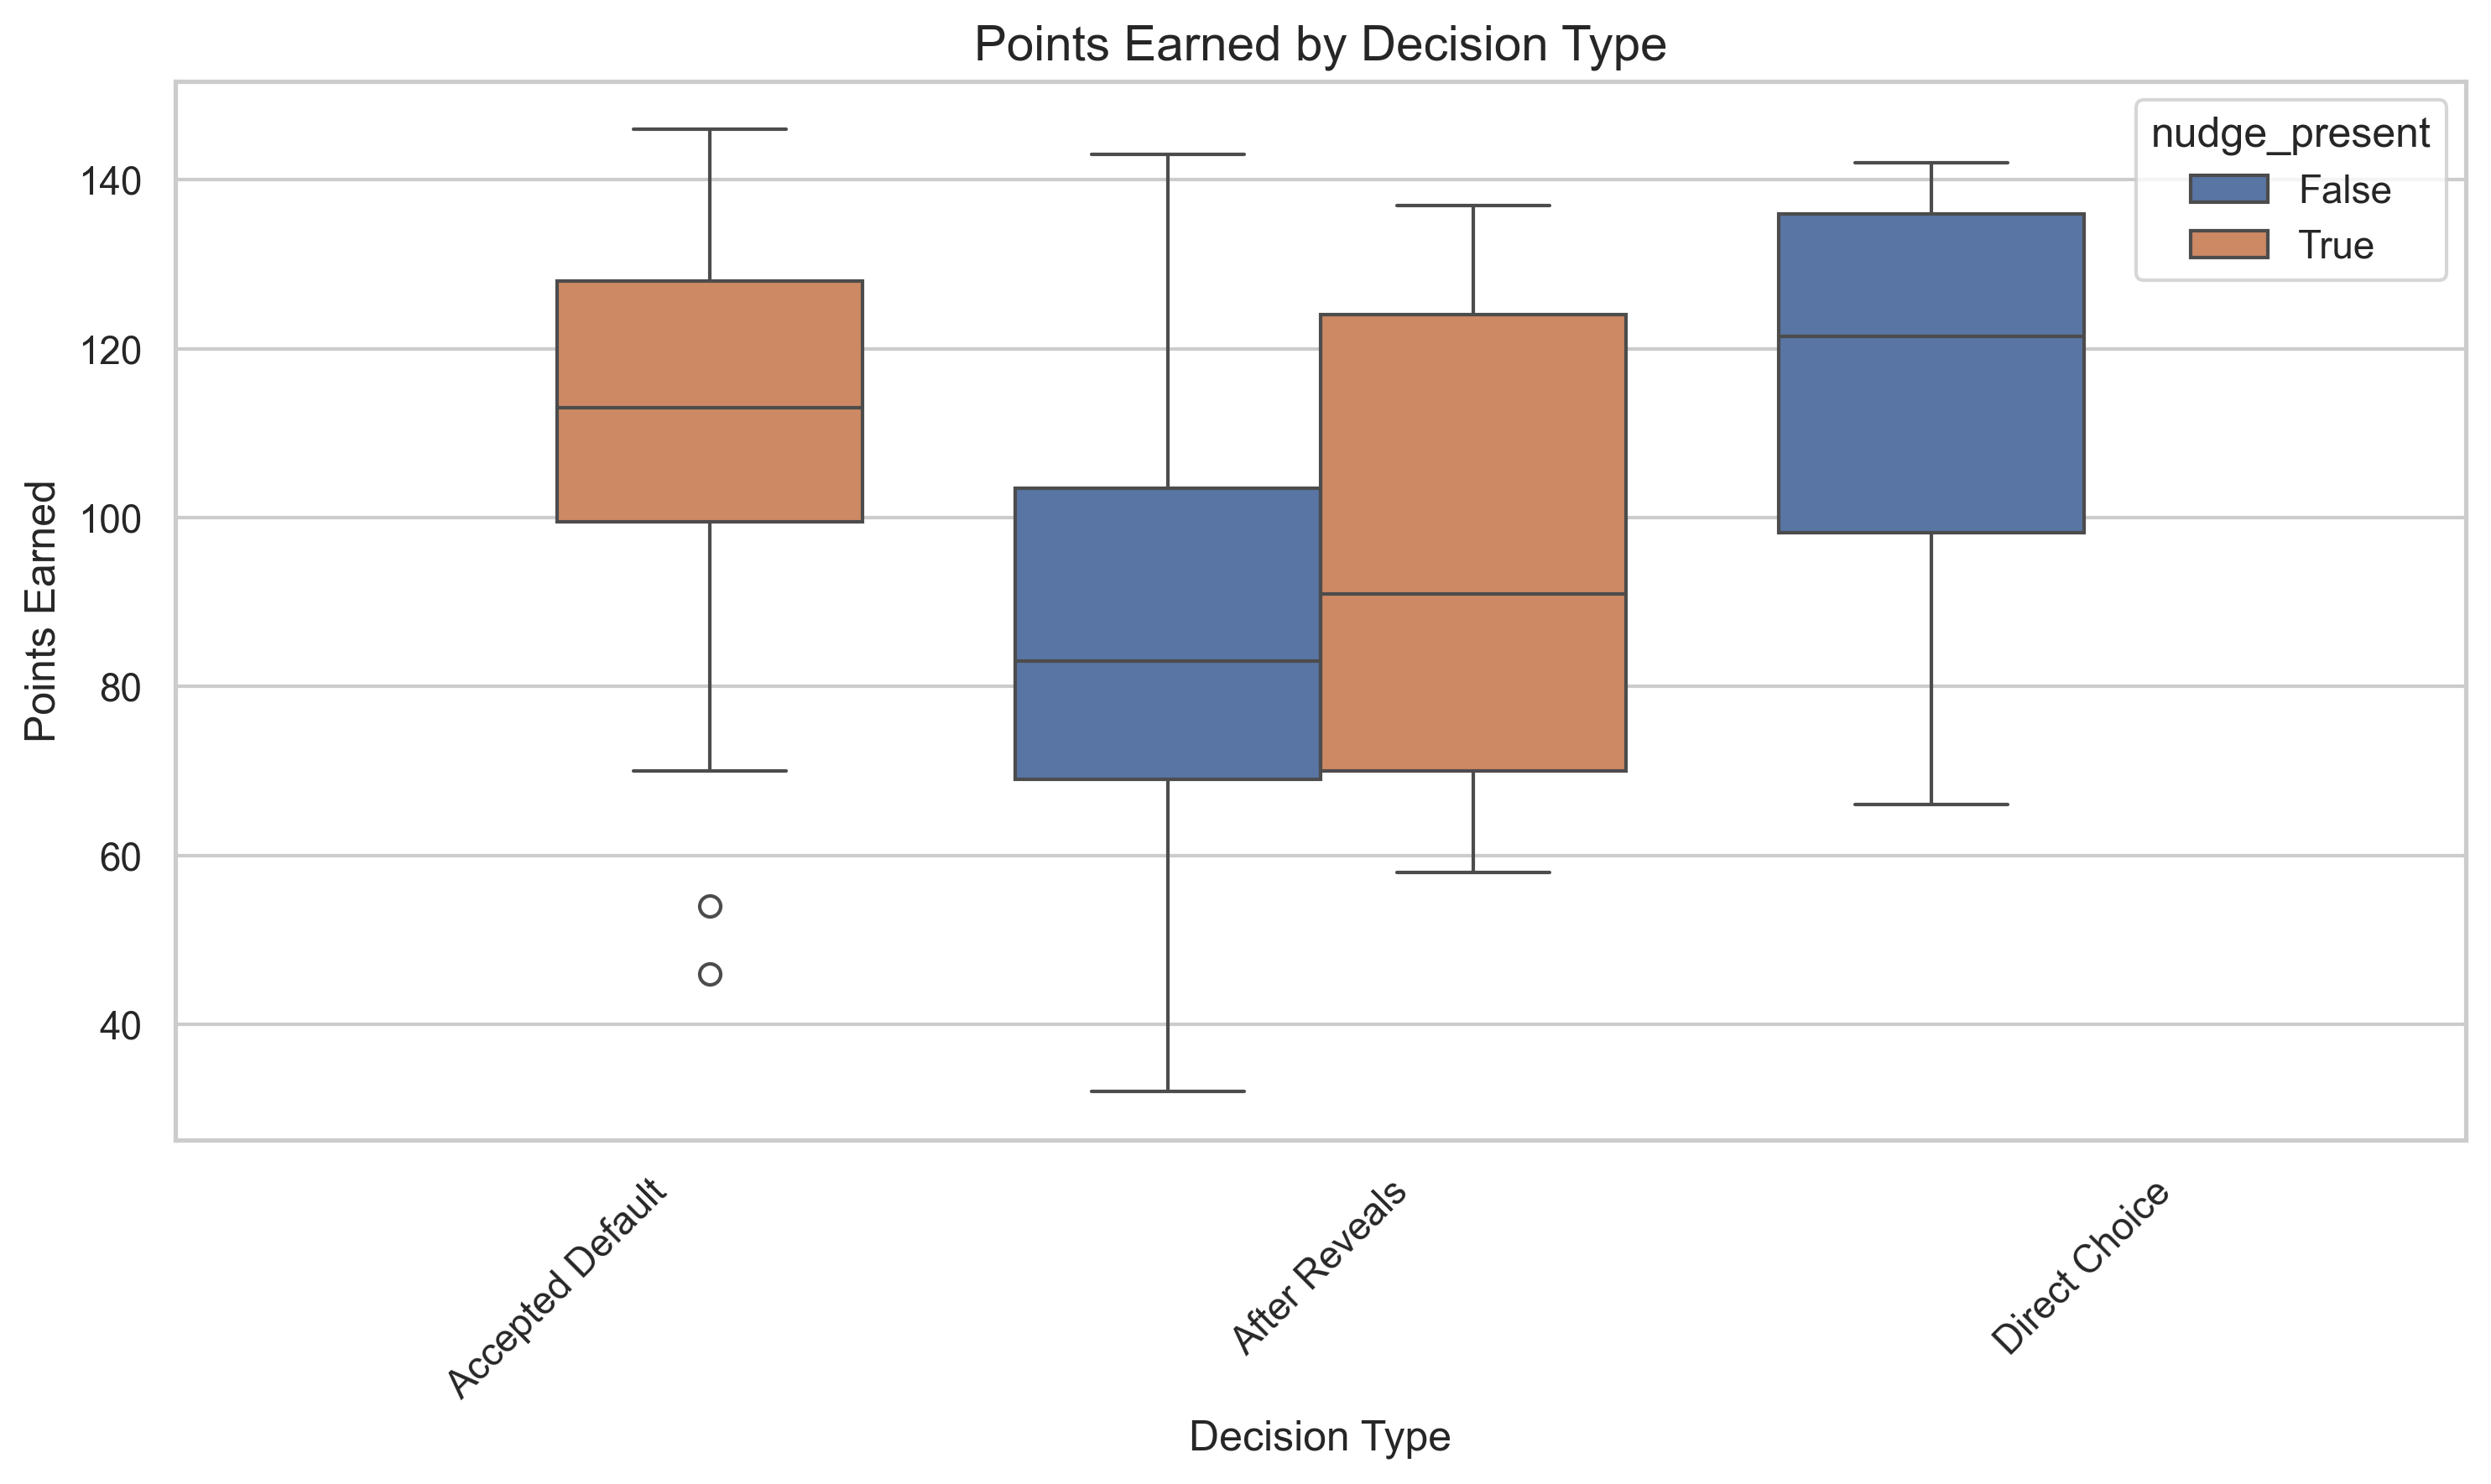 Points Earned by Decision Type
nudge_present
False
True
Points Earned
140
120
100
80
60
40
Accepted Default
After Reveals
Direct Choice
Decision Type